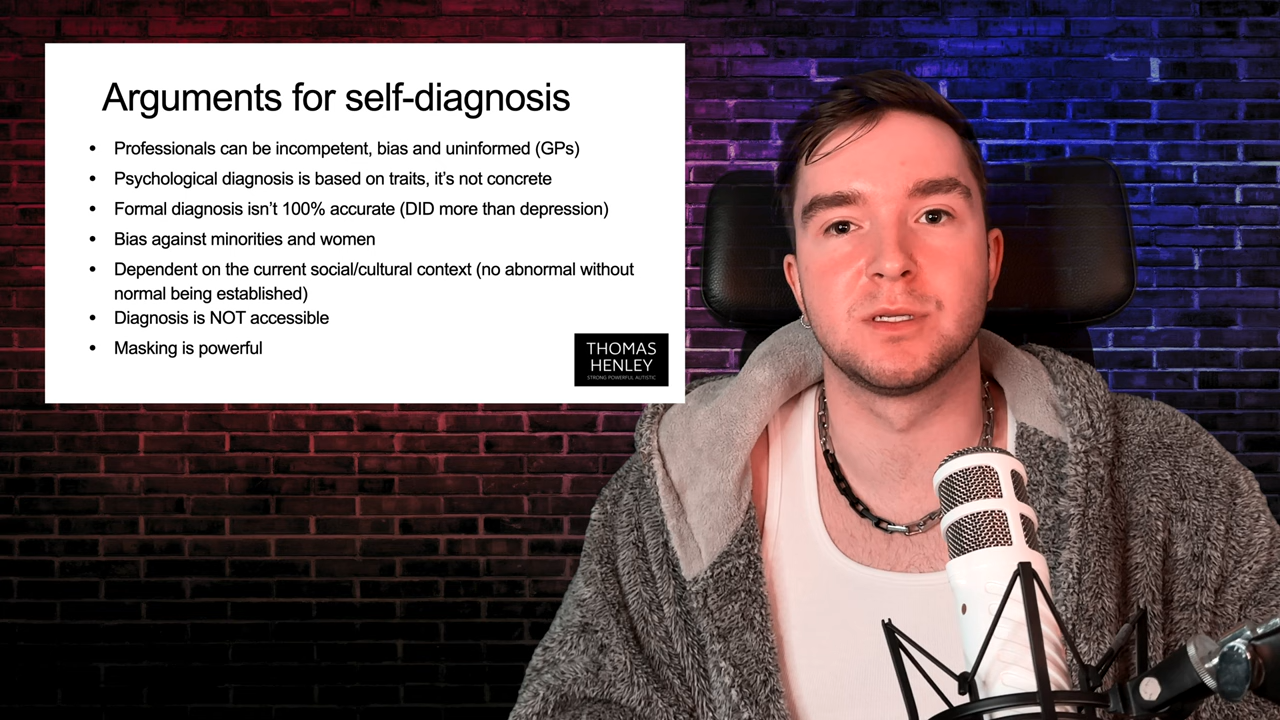 Arguments for self-diagnosis
• Professionals can be incompetent, bias and uninformed (GPs)
• Psychological diagnosis is based on traits, it's not concrete
• Formal diagnosis isn't 100% accurate (DID more than depression)
• Bias against minorities and women
• Dependent on the current social/cultural context (no abnormal without
normal being established)
• Diagnosis is NOT accessible
• Masking is powerful
THOMAS
HENLEY
STRONG POWERFUL AUTISTIC